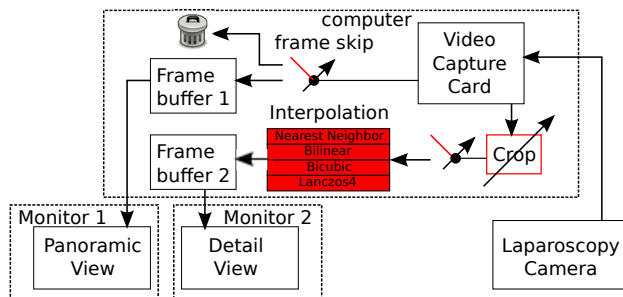 computer
frame skip
Video
Capture
Card
Frame
buffer 1
Interpolation
Nearest Neighbor
Bilinear
Bicubic
Lanczos4
Crop
Frame
buffer 2
Monitor 1
Monitor 2
Panoramic
View
Detail
View
Laparoscopy
Camera